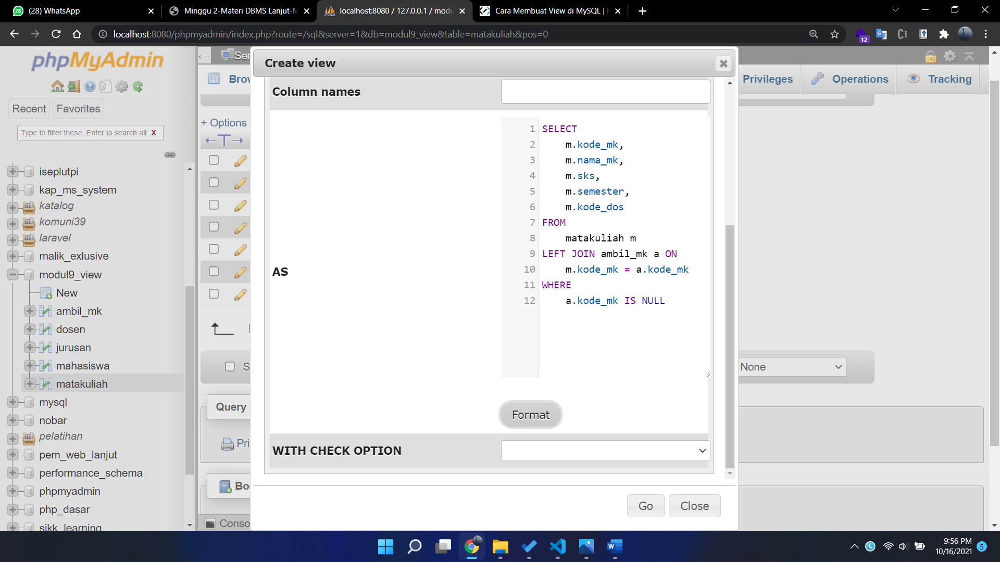 28
(28) WhatsApp
Minggu 2-Materi DBMS Lanjut-M
localhost:8080 / 127.0.0.1 / modu
Cara Membuat View di MySQL |
localhost:8080/phpmyadmin/index.php?route=/sql&server=1&db=modul9_view&table=matakuliah&pos=0
12
phpMyAdmin
Recent
Favorites
Type to filter these, Enter to search all
X
iseplutpi
kap_ms_system
katalog
komuni39
laravel
malik_exlusive
modul9_view
New
ambil_mk
dosen
jurusan
mahasiswa
matakuliah
mysql
nobar
pelatihan
pem_web_lanjut
performance_schema
phpmyadmin
php_dasar
sikk_learning
Ser
Brow
Privileges
Operations
Tracking
+ Options
←T→
S
None
Query
Pri
Bo
Conso
Create view
Column names
AS
1 SELECT
2 m.kode_mk,
3 m.nama_mk,
4 m.sks,
5 m.semester,
6 m.kode_dos
7 FROM
8 matakuliah m
9 LEFT JOIN ambil_mk a ON
10 m.kode_mk = a.kode_mk
11 WHERE
12 a.kode_mk IS NULL
Format
WITH CHECK OPTION
Go
Close
W
L
9:56 PM
10/16/2021
5